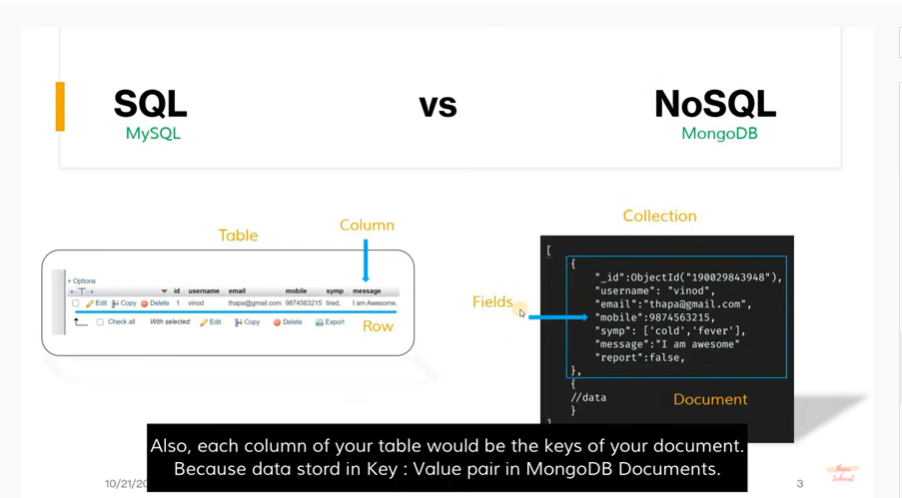 SQL
vs
NoSQL
MySQL
MongoDB
Table
Column
+ Options
←T→
id username email mobile symp message
Edit Copy Delete 1 vinod thapa@gmail.com 9874563215 tired, I am Awesome.
Check all With selected: Edit Copy Delete Export
Row
Collection
Fields
[
{
"_id":ObjectId("190029843948"),
"username": "vinod",
"email":"thapa@gmail.com",
"mobile":9874563215,
"symp": ['cold','fever'],
"message":"I am awesome"
"report":false,
},
{
//data
}
Document
Also, each column of your table would be the keys of your document.
Because data stord in Key : Value pair in MongoDB Documents.
10/21/20
3